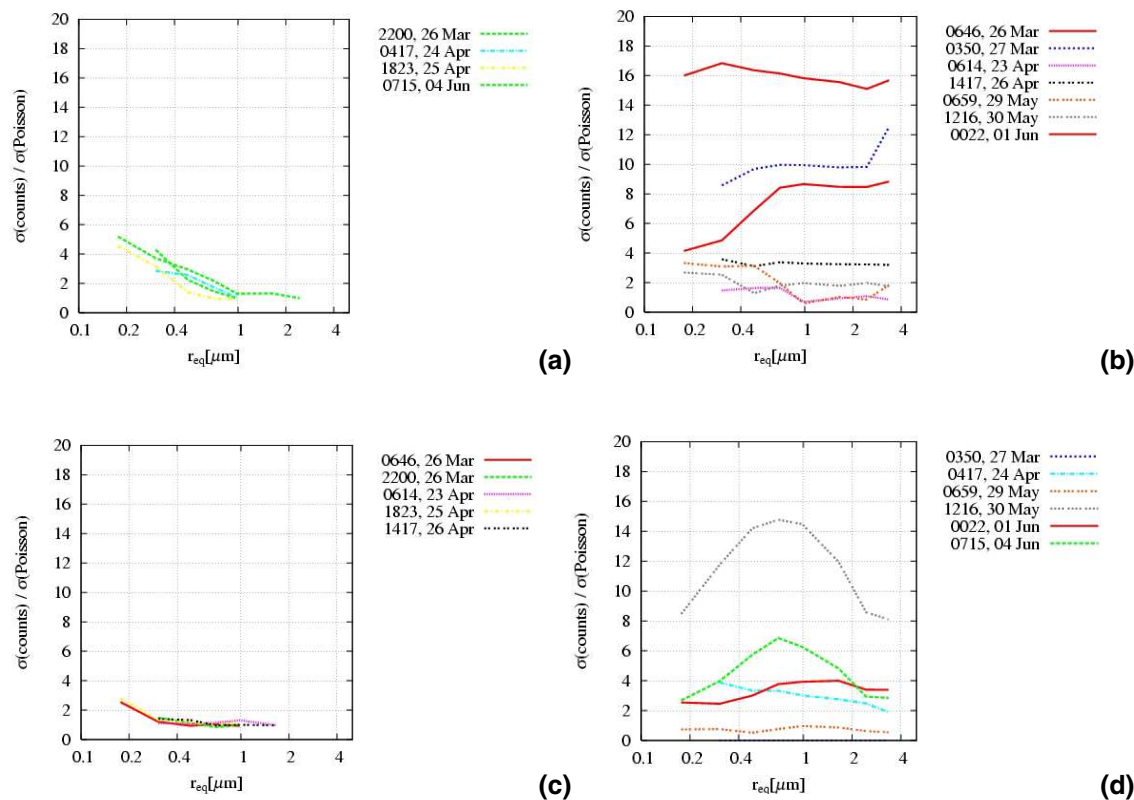 20
18
16
14
12
10
8
6
4
2
0
0.1 0.2 0.4 1 2 4
σ(counts) / σ(Poisson)
r_eq[μm]
2200, 26 Mar
0417, 24 Apr
1823, 25 Apr
0715, 04 Jun
(a)
20
18
16
14
12
10
8
6
4
2
0
0.1 0.2 0.4 1 2 4
σ(counts) / σ(Poisson)
r_eq[μm]
0646, 26 Mar
0350, 27 Mar
0614, 23 Apr
1417, 26 Apr
0659, 29 May
1216, 30 May
0022, 01 Jun
(b)
20
18
16
14
12
10
8
6
4
2
0
0.1 0.2 0.4 1 2 4
σ(counts) / σ(Poisson)
r_eq[μm]
0646, 26 Mar
2200, 26 Mar
0614, 23 Apr
1823, 25 Apr
1417, 26 Apr
(c)
20
18
16
14
12
10
8
6
4
2
0
0.1 0.2 0.4 1 2 4
σ(counts) / σ(Poisson)
r_eq[μm]
0350, 27 Mar
0417, 24 Apr
0659, 29 May
1216, 30 May
0022, 01 Jun
0715, 04 Jun
(d)